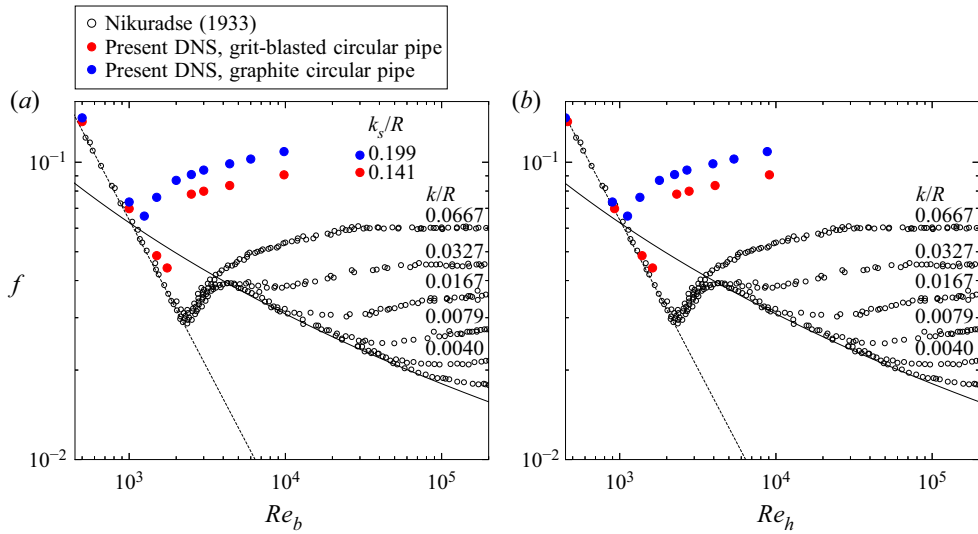 Nikuradse (1933)
Present DNS, grit-blasted circular pipe
Present DNS, graphite circular pipe
(a)
(b)
k_s/R
0.199
0.141
k/R
0.0667
0.0327
0.0167
0.0079
0.0040
k/R
0.0667
0.0327
0.0167
0.0079
0.0040
f
10^{-1}
10^{-2}
10^{-1}
10^{-2}
10^3
10^4
10^5
10^3
10^4
10^5
Re_b
Re_h